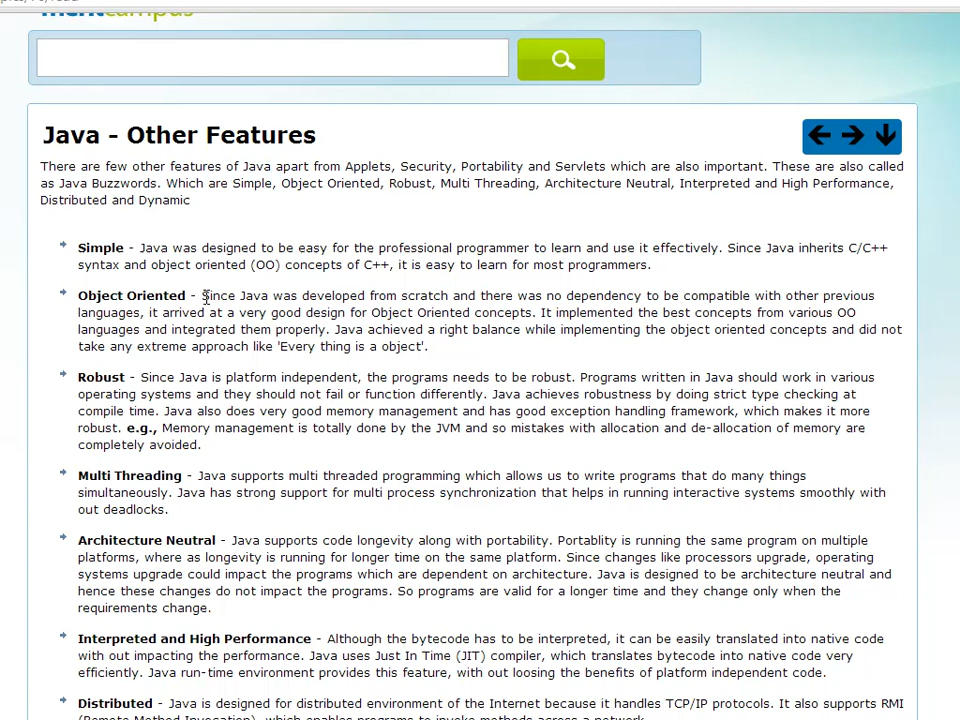 meritcampus
Java - Other Features
There are few other features of Java apart from Applets, Security, Portability and Servlets which are also important. These are also called
as Java Buzzwords. Which are Simple, Object Oriented, Robust, Multi Threading, Architecture Neutral, Interpreted and High Performance,
Distributed and Dynamic
Simple - Java was designed to be easy for the professional programmer to learn and use it effectively. Since Java inherits C/C++
syntax and object oriented (OO) concepts of C++, it is easy to learn for most programmers.
Object Oriented - Since Java was developed from scratch and there was no dependency to be compatible with other previous
languages, it arrived at a very good design for Object Oriented concepts. It implemented the best concepts from various OO
languages and integrated them properly. Java achieved a right balance while implementing the object oriented concepts and did not
take any extreme approach like 'Every thing is a object'.
Robust - Since Java is platform independent, the programs needs to be robust. Programs written in Java should work in various
operating systems and they should not fail or function differently. Java achieves robustness by doing strict type checking at
compile time. Java also does very good memory management and has good exception handling framework, which makes it more
robust. e.g., Memory management is totally done by the JVM and so mistakes with allocation and de-allocation of memory are
completely avoided.
Multi Threading - Java supports multi threaded programming which allows us to write programs that do many things
simultaneously. Java has strong support for multi process synchronization that helps in running interactive systems smoothly with
out deadlocks.
Architecture Neutral - Java supports code longevity along with portability. Portablity is running the same program on multiple
platforms, where as longevity is running for longer time on the same platform. Since changes like processors upgrade, operating
systems upgrade could impact the programs which are dependent on architecture. Java is designed to be architecture neutral and
hence these changes do not impact the programs. So programs are valid for a longer time and they change only when the
requirements change.
Interpreted and High Performance - Although the bytecode has to be interpreted, it can be easily translated into native code
with out impacting the performance. Java uses Just In Time (JIT) compiler, which translates bytecode into native code very
efficiently. Java run-time environment provides this feature, with out loosing the benefits of platform independent code.
Distributed - Java is designed for distributed environment of the Internet because it handles TCP/IP protocols. It also supports RMI
(Remote Method Invocation), which enables programs to invoke methods across a network.